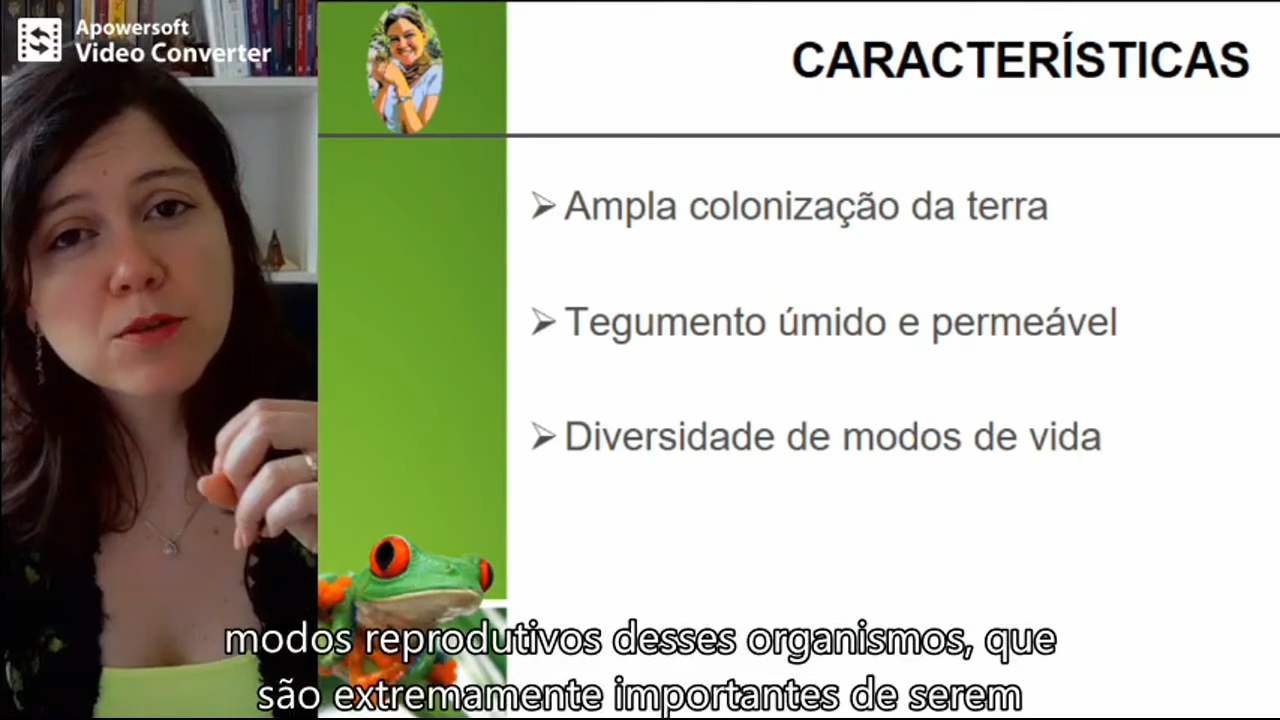 Apowersoft
Video Converter
CARACTERÍSTICAS
➢ Ampla colonização da terra
➢ Tegumento úmido e permeável
➢ Diversidade de modos de vida
modos reprodutivos desses organismos, que
são extremamente importantes de serem